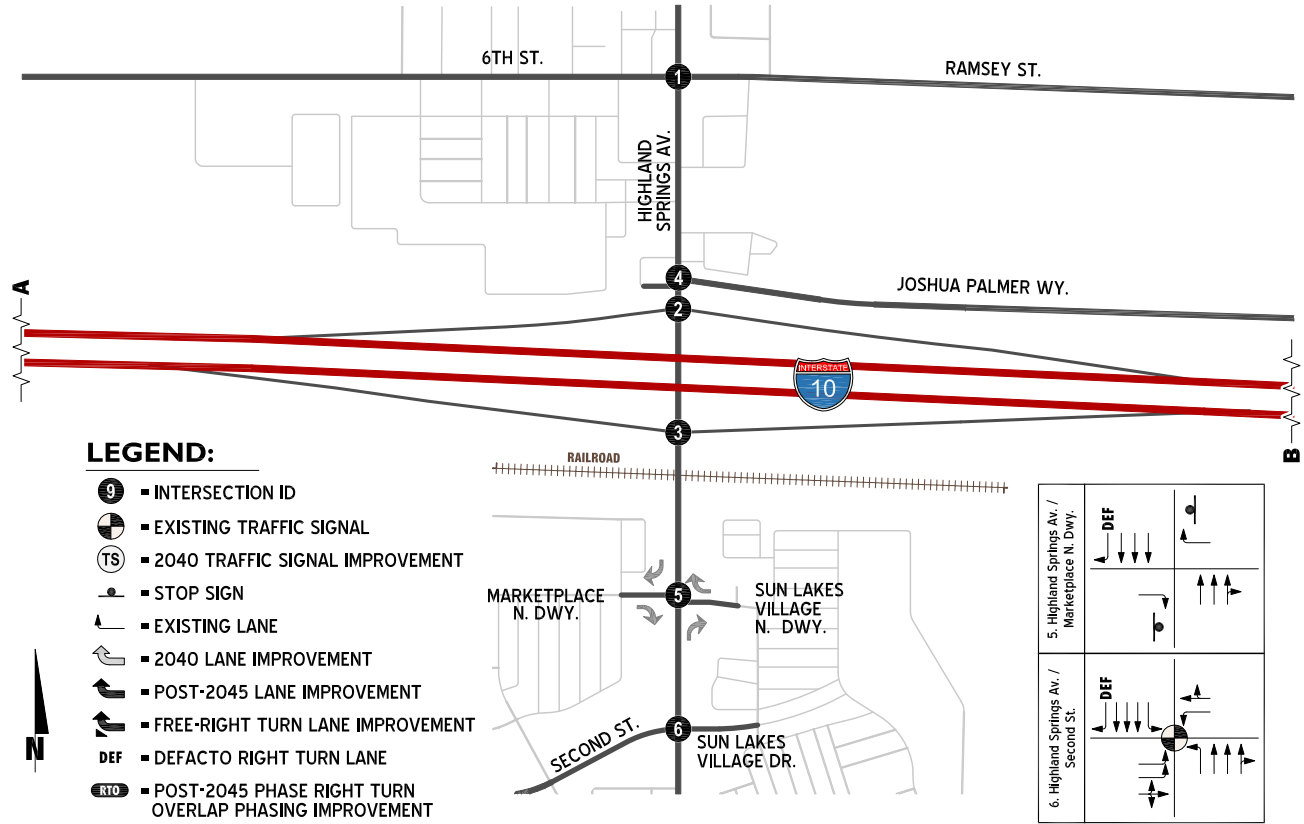 6TH ST.
RAMSEY ST.
1
HIGHLAND
SPRINGS AV.
4
JOSHUA PALMER WY.
2
A
INTERSTATE
10
3
B
RAILROAD
LEGEND:
9 = INTERSECTION ID
= EXISTING TRAFFIC SIGNAL
TS = 2040 TRAFFIC SIGNAL IMPROVEMENT
= STOP SIGN
= EXISTING LANE
= 2040 LANE IMPROVEMENT
= POST-2045 LANE IMPROVEMENT
= FREE-RIGHT TURN LANE IMPROVEMENT
DEF = DEFACTO RIGHT TURN LANE
RTO = POST-2045 PHASE RIGHT TURN
OVERLAP PHASING IMPROVEMENT
N
MARKETPLACE
N. DWY.
5
SUN LAKES
VILLAGE
N. DWY.
SECOND ST.
6
SUN LAKES
VILLAGE DR.
5. Highland Springs Av. /
Marketplace N. Dwy.
DEF
6. Highland Springs Av. /
Second St.
DEF